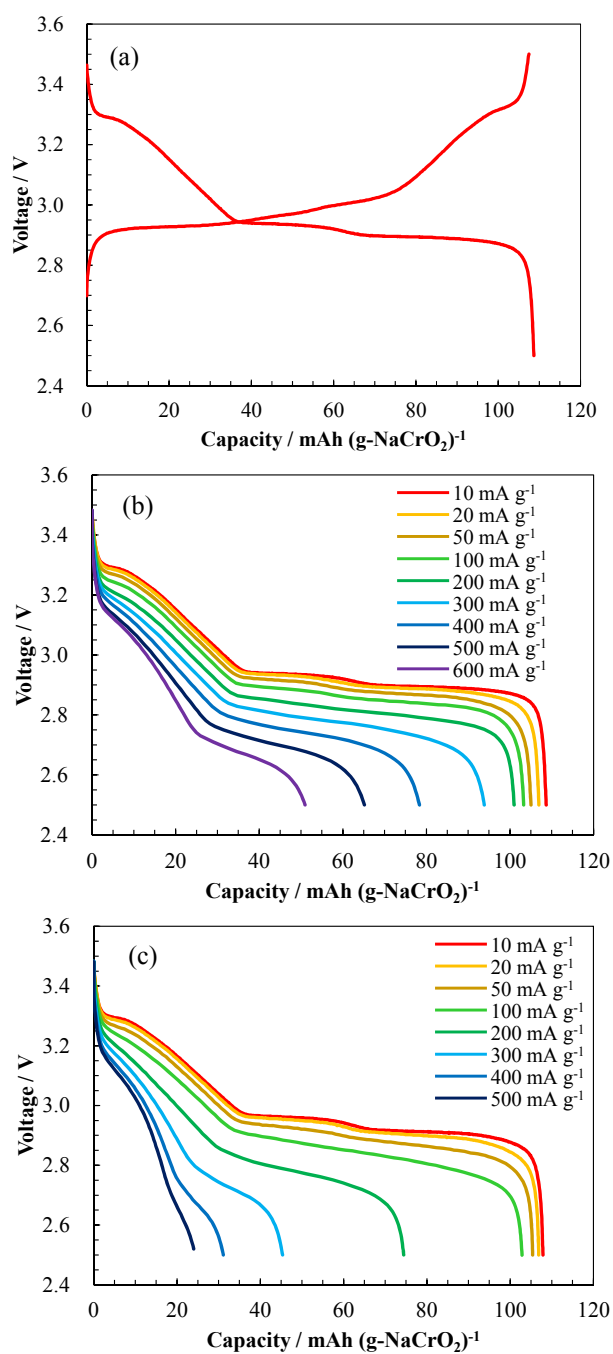 (a)
3.6
3.4
3.2
3.0
2.8
2.6
2.4
Voltage / V
0 20 40 60 80 100 120
Capacity / mAh (g-NaCrO₂)⁻¹
(b)
3.6
3.4
3.2
3.0
2.8
2.6
2.4
Voltage / V
10 mA g⁻¹
20 mA g⁻¹
50 mA g⁻¹
100 mA g⁻¹
200 mA g⁻¹
300 mA g⁻¹
400 mA g⁻¹
500 mA g⁻¹
600 mA g⁻¹
0 20 40 60 80 100 120
Capacity / mAh (g-NaCrO₂)⁻¹
(c)
3.6
3.4
3.2
3.0
2.8
2.6
2.4
Voltage / V
10 mA g⁻¹
20 mA g⁻¹
50 mA g⁻¹
100 mA g⁻¹
200 mA g⁻¹
300 mA g⁻¹
400 mA g⁻¹
500 mA g⁻¹
0 20 40 60 80 100 120
Capacity / mAh (g-NaCrO₂)⁻¹